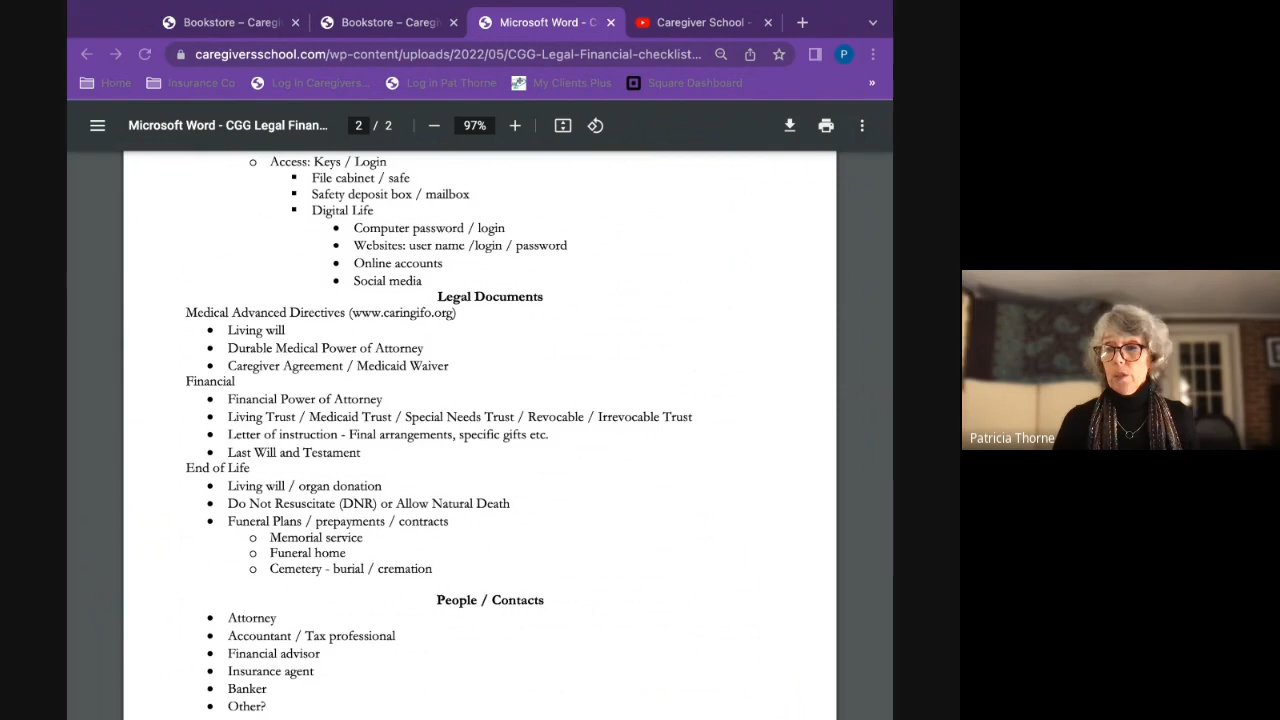 Bookstore – Caregi
Bookstore – Caregi
Microsoft Word - C
Caregiver School -
caregiversschool.com/wp-content/uploads/2022/05/CGG-Legal-Financial-checklist...
P
Home
Insurance Co
Log In Caregivers...
Log in Pat Thorne
My Clients Plus
Square Dashboard
»
Microsoft Word - CGG Legal Finan...
2 / 2
97%
Access: Keys / Login
File cabinet / safe
Safety deposit box / mailbox
Digital Life
Computer password / login
Websites: user name /login / password
Online accounts
Social media
Legal Documents
Medical Advanced Directives (www.caringifo.org)
Living will
Durable Medical Power of Attorney
Caregiver Agreement / Medicaid Waiver
Financial
Financial Power of Attorney
Living Trust / Medicaid Trust / Special Needs Trust / Revocable / Irrevocable Trust
Letter of instruction - Final arrangements, specific gifts etc.
Last Will and Testament
End of Life
Living will / organ donation
Do Not Resuscitate (DNR) or Allow Natural Death
Funeral Plans / prepayments / contracts
Memorial service
Funeral home
Cemetery - burial / cremation
People / Contacts
Attorney
Accountant / Tax professional
Financial advisor
Insurance agent
Banker
Other?
Patricia Thorne